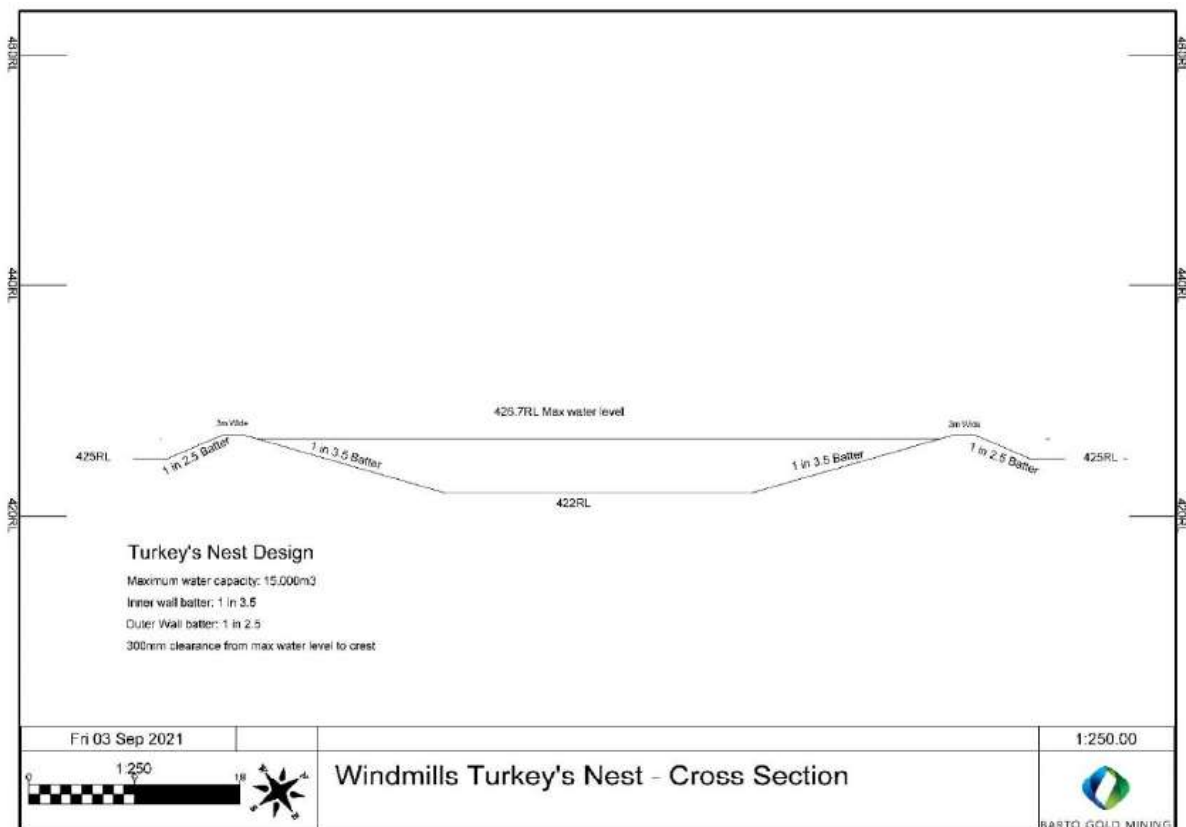 460RL
460RL
440RL
440RL
426.7RL Max water level
3m Wide
3m Wide
425RL
1 in 2.5 Batter
1 in 3.5 Batter
1 in 3.5 Batter
1 in 2.5 Batter
425RL
422RL
420RL
420RL
Turkey's Nest Design
Maximum water capacity: 15,000m3
Inner wall batter: 1 in 3.5
Outer Wall batter: 1 in 2.5
300mm clearance from max water level to crest
Fri 03 Sep 2021
1:250.00
1:250
0
18
Windmills Turkey's Nest - Cross Section
BARTO GOLD MINING